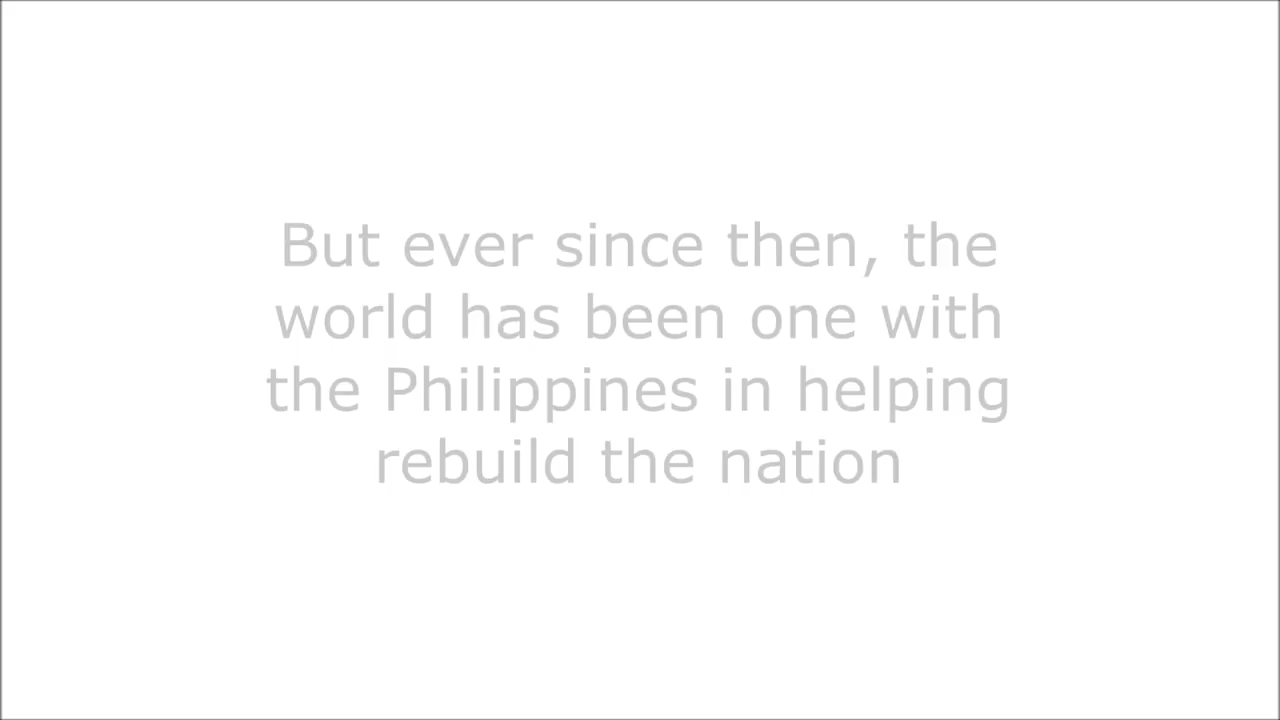 But ever since then, the
world has been one with
the Philippines in helping
rebuild the nation